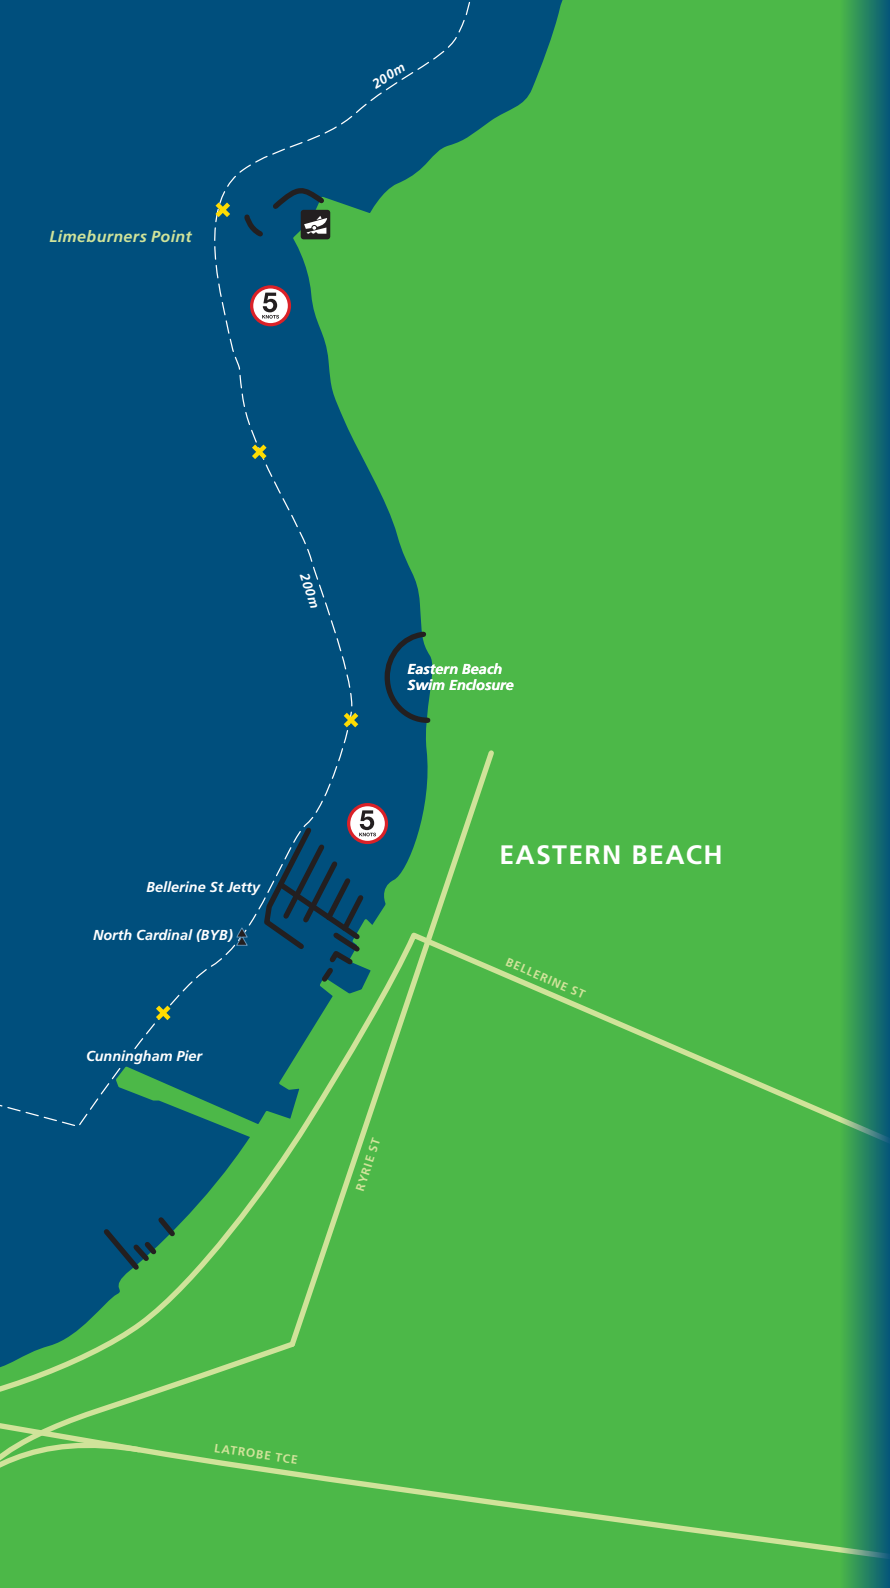 200m
Limeburners Point
5
KNOTS
200m
Eastern Beach
Swim Enclosure
5
KNOTS
EASTERN BEACH
Bellerine St Jetty
North Cardinal (BYB)
BELLERINE ST
Cunningham Pier
RYRIE ST
LATROBE TCE